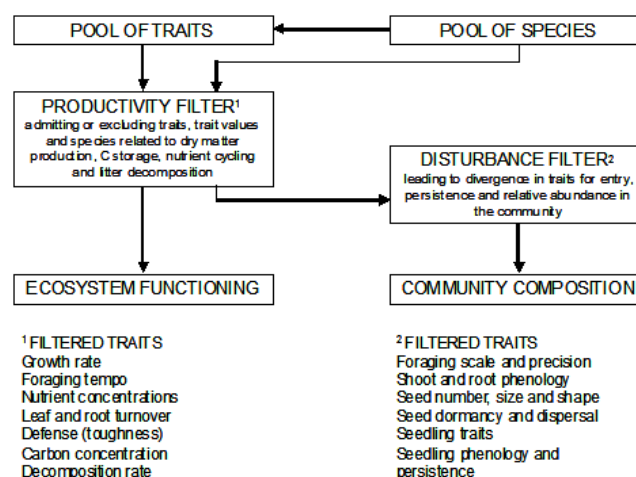 POOL OF TRAITS
POOL OF SPECIES
PRODUCTIVITY FILTER¹
admitting or excluding traits, trait values
and species related to dry matter
production, C storage, nutrient cycling
and litter decomposition
DISTURBANCE FILTER²
leading to divergence in traits for entry,
persistence and relative abundance in
the community
ECOSYSTEM FUNCTIONING
COMMUNITY COMPOSITION
¹ FILTERED TRAITS
Growth rate
Foraging tempo
Nutrient concentrations
Leaf and root turnover
Defense (toughness)
Carbon concentration
Decomposition rate
² FILTERED TRAITS
Foraging scale and precision
Shoot and root phenology
Seed number, size and shape
Seed dormancy and dispersal
Seedling traits
Seedling phenology and
persistence